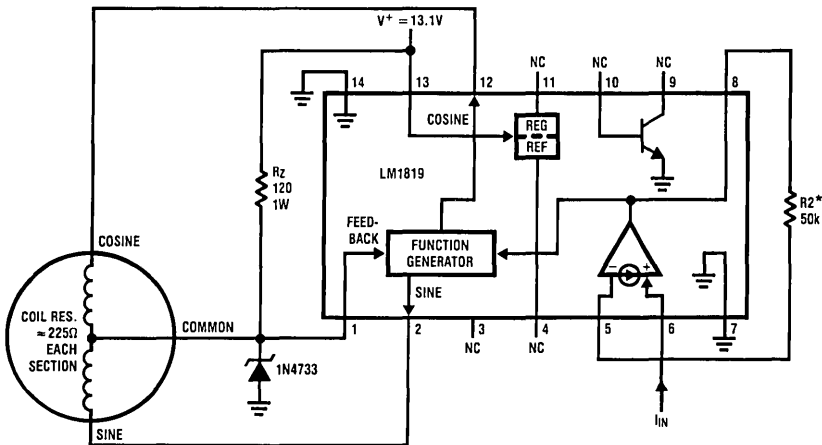 V+ = 13.1V
NC
NC
NC
14
13
12
11
10
9
8
COSINE
REG
REF
Rz
120
1W
LM1819
R2*
50k
FEED-
BACK
FUNCTION
GENERATOR
COSINE
SINE
COIL RES.
≈ 225Ω
EACH
SECTION
COMMON
- +
1
2
3
4
5
6
7
NC
NC
1N4733
IIN
SINE